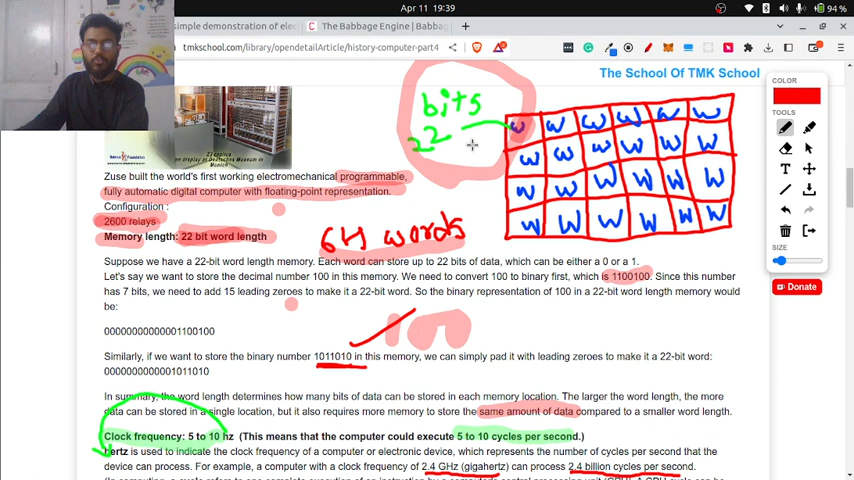 Apr 11 19:39
94 %
simple demonstration of elec
The Babbage Engine | Babbag
tmkschool.com/library/opendetailArticle/history-computer-part4
The School Of TMK School
COLOR
TOOLS
SIZE
Donate
bits
22
W W W W W W
W W W W W W
W W W W W W
W W W W W W
Munich
Zuse built the world's first working electromechanical programmable,
fully automatic digital computer with floating-point representation.
Configuration :
2600 relays
Memory length: 22 bit word length
64 words
Suppose we have a 22-bit word length memory. Each word can store up to 22 bits of data, which can be either a 0 or a 1.
Let's say we want to store the decimal number 100 in this memory. We need to convert 100 to binary first, which is 1100100. Since this number
has 7 bits, we need to add 15 leading zeroes to make it a 22-bit word. So the binary representation of 100 in a 22-bit word length memory would
be:
100
0000000000001100100
Similarly, if we want to store the binary number 1011010 in this memory, we can simply pad it with leading zeroes to make it a 22-bit word:
000000000001011010
In summary, the word length determines how many bits of data can be stored in each memory location. The larger the word length, the more
data can be stored in a single location, but it also requires more memory to store the same amount of data compared to a smaller word length.
Clock frequency: 5 to 10 hz (This means that the computer could execute 5 to 10 cycles per second.)
hertz is used to indicate the clock frequency of a computer or electronic device, which represents the number of cycles per second that the
device can process. For example, a computer with a clock frequency of 2.4 GHz (gigahertz) can process 2.4 billion cycles per second.